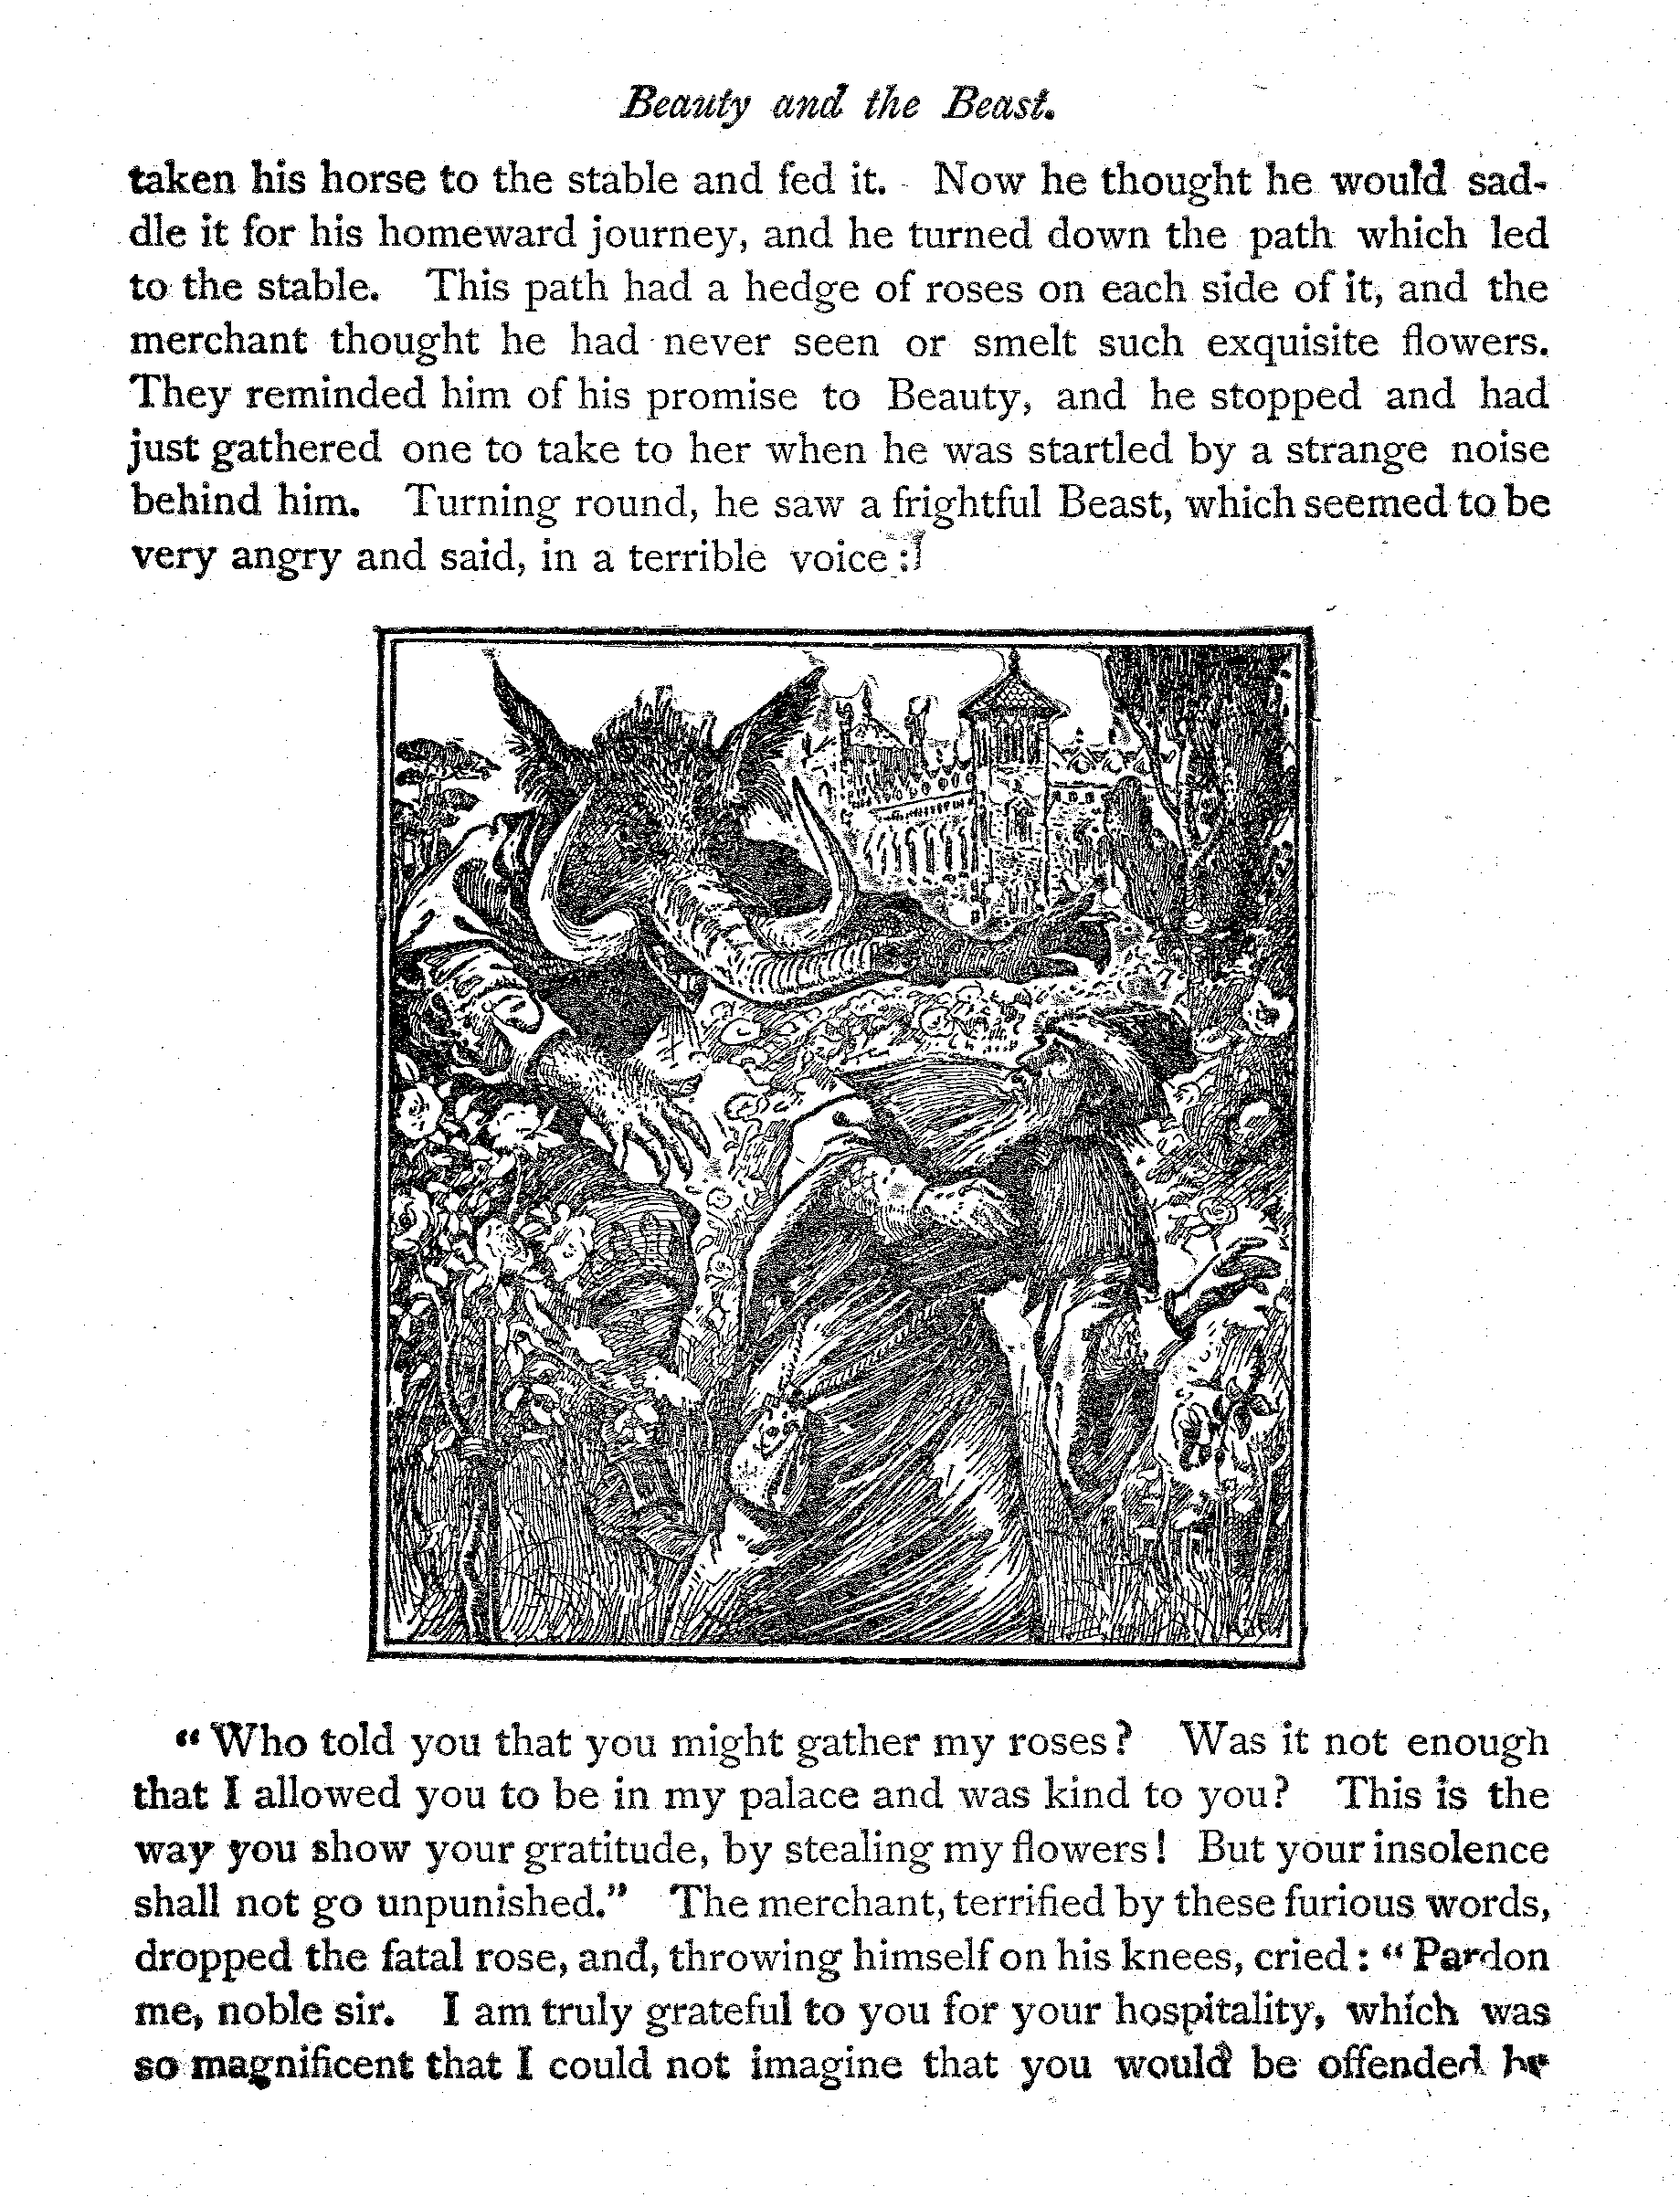 Beauty and the Beast.
taken his horse to the stable and fed it. Now he thought he would sad-
dle it for his homeward journey, and he turned down the path which led
to the stable. This path had a hedge of roses on each side of it, and the
merchant thought he had never seen or smelt such exquisite flowers.
They reminded him of his promise to Beauty, and he stopped and had
just gathered one to take to her when he was startled by a strange noise
behind him. Turning round, he saw a frightful Beast, which seemed to be
very angry and said, in a terrible voice:
“Who told you that you might gather my roses? Was it not enough
that I allowed you to be in my palace and was kind to you? This is the
way you show your gratitude, by stealing my flowers! But your insolence
shall not go unpunished.” The merchant, terrified by these furious words,
dropped the fatal rose, and, throwing himself on his knees, cried: “Pardon
me, noble sir. I am truly grateful to you for your hospitality, which was
so magnificent that I could not imagine that you would be offended